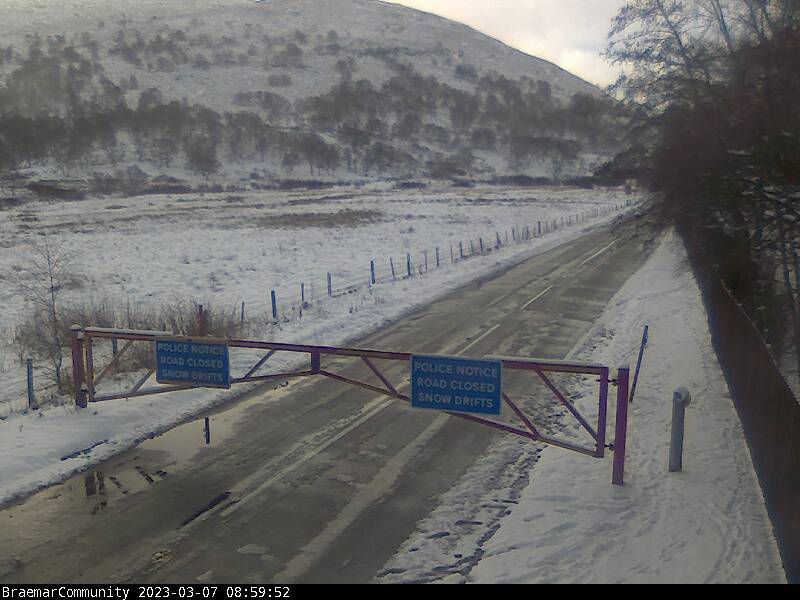 POLICE NOTICE
ROAD CLOSED
SNOW DRIFTS
POLICE NOTICE
ROAD CLOSED
SNOW DRIFTS
BraemarCommunity 2023-03-07 08:59:52